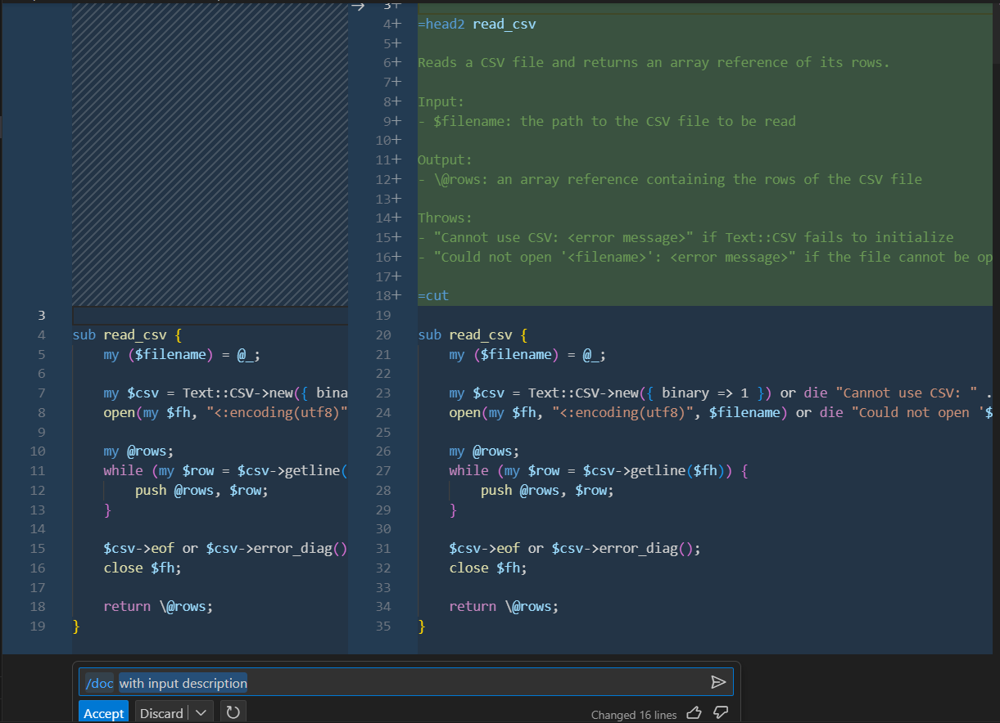 3+
4+ =head2 read_csv
5+
6+ Reads a CSV file and returns an array reference of its rows.
7+
8+ Input:
9+ - $filename: the path to the CSV file to be read
10+
11+ Output:
12+ - \@rows: an array reference containing the rows of the CSV file
13+
14+ Throws:
15+ - "Cannot use CSV: <error message>" if Text::CSV fails to initialize
16+ - "Could not open '<filename>': <error message>" if the file cannot be op
17+
18+ =cut
3
4 sub read_csv {
5 my ($filename) = @_;
6
7 my $csv = Text::CSV->new({ bina
8 open(my $fh, "<:encoding(utf8)"
9
10 my @rows;
11 while (my $row = $csv->getline(
12 push @rows, $row;
13 }
14
15 $csv->eof or $csv->error_diag()
16 close $fh;
17
18 return \@rows;
19 }
19
20 sub read_csv {
21 my ($filename) = @_;
22
23 my $csv = Text::CSV->new({ binary => 1 }) or die "Cannot use CSV: " .
24 open(my $fh, "<:encoding(utf8)", $filename) or die "Could not open '$
25
26 my @rows;
27 while (my $row = $csv->getline($fh)) {
28 push @rows, $row;
29 }
30
31 $csv->eof or $csv->error_diag();
32 close $fh;
33
34 return \@rows;
35 }
/doc with input description
Accept Discard
Changed 16 lines